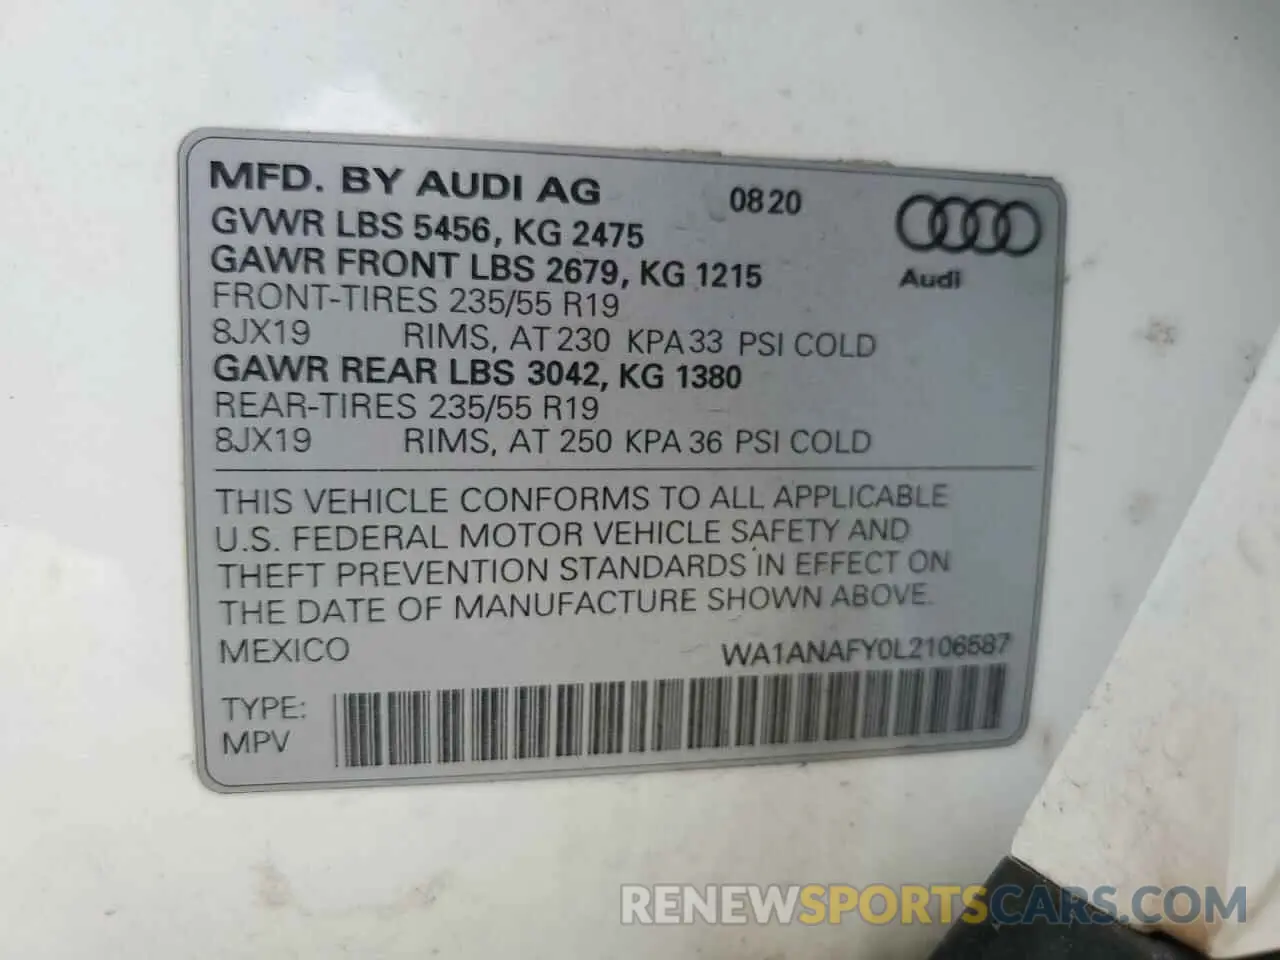 MFD. BY AUDI AG 08 20
GVWR LBS 5456, KG 2475
GAWR FRONT LBS 2679, KG 1215
Audi
FRONT-TIRES 235/55 R19
8JX19 RIMS, AT 230 KPA 33 PSI COLD
GAWR REAR LBS 3042, KG 1380
REAR-TIRES 235/55 R19
8JX19 RIMS, AT 250 KPA 36 PSI COLD
THIS VEHICLE CONFORMS TO ALL APPLICABLE
U.S. FEDERAL MOTOR VEHICLE SAFETY AND
THEFT PREVENTION STANDARDS IN EFFECT ON
THE DATE OF MANUFACTURE SHOWN ABOVE.
MEXICO WA1ANAFY0L2106587
TYPE:
MPV
RENEWSPORTSCARS.COM